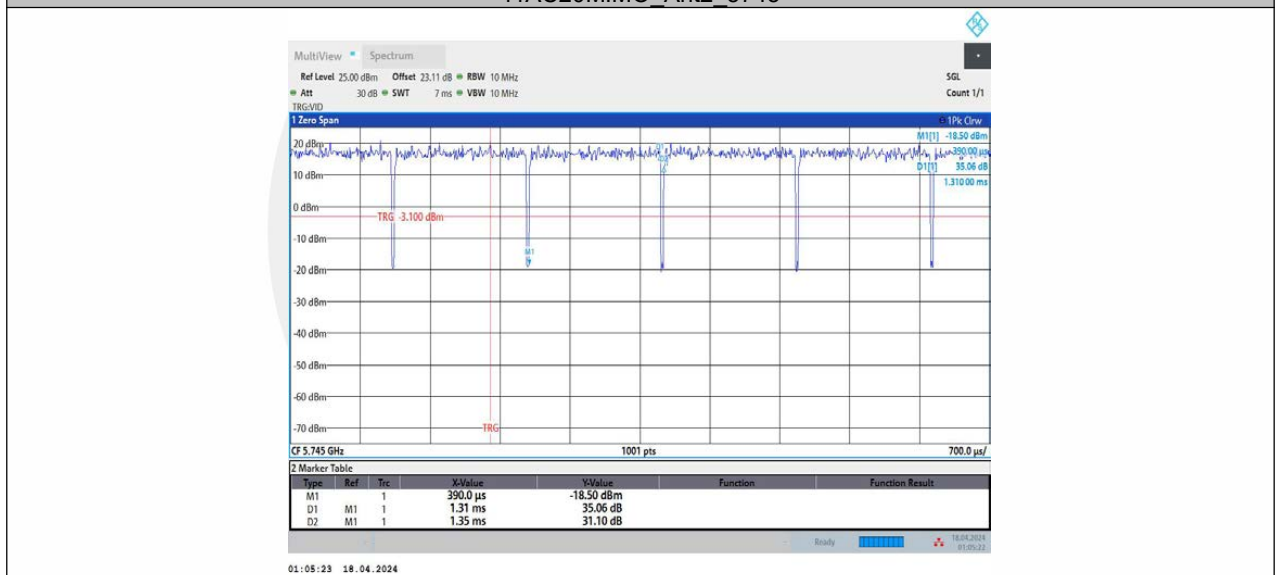 MultiView Spectrum
Ref Level 25.00 dBm Offset 23.11 dB RBW 10 MHz SGL
Att 30 dB SWT 7 ms VBW 10 MHz Count 1/1
TRG:VID
1 Zero Span 1Pk Clrw
M1[1] -18.50 dBm
390.00 µs
D1[1] 35.06 dB
1.310 00 ms
20 dBm
10 dBm
0 dBm
TRG -3.100 dBm
-10 dBm
M1
-20 dBm
-30 dBm
-40 dBm
-50 dBm
-60 dBm
-70 dBm
TRG
CF 5.745 GHz 1001 pts 700.0 µs/
2 Marker Table
Type Ref Trc X-Value Y-Value Function Function Result
M1 1 390.0 µs -18.50 dBm
D1 M1 1 1.31 ms 35.06 dB
D2 M1 1 1.35 ms 31.10 dB
Ready 18.04.2024
01:05:22
01:05:23 18.04.2024